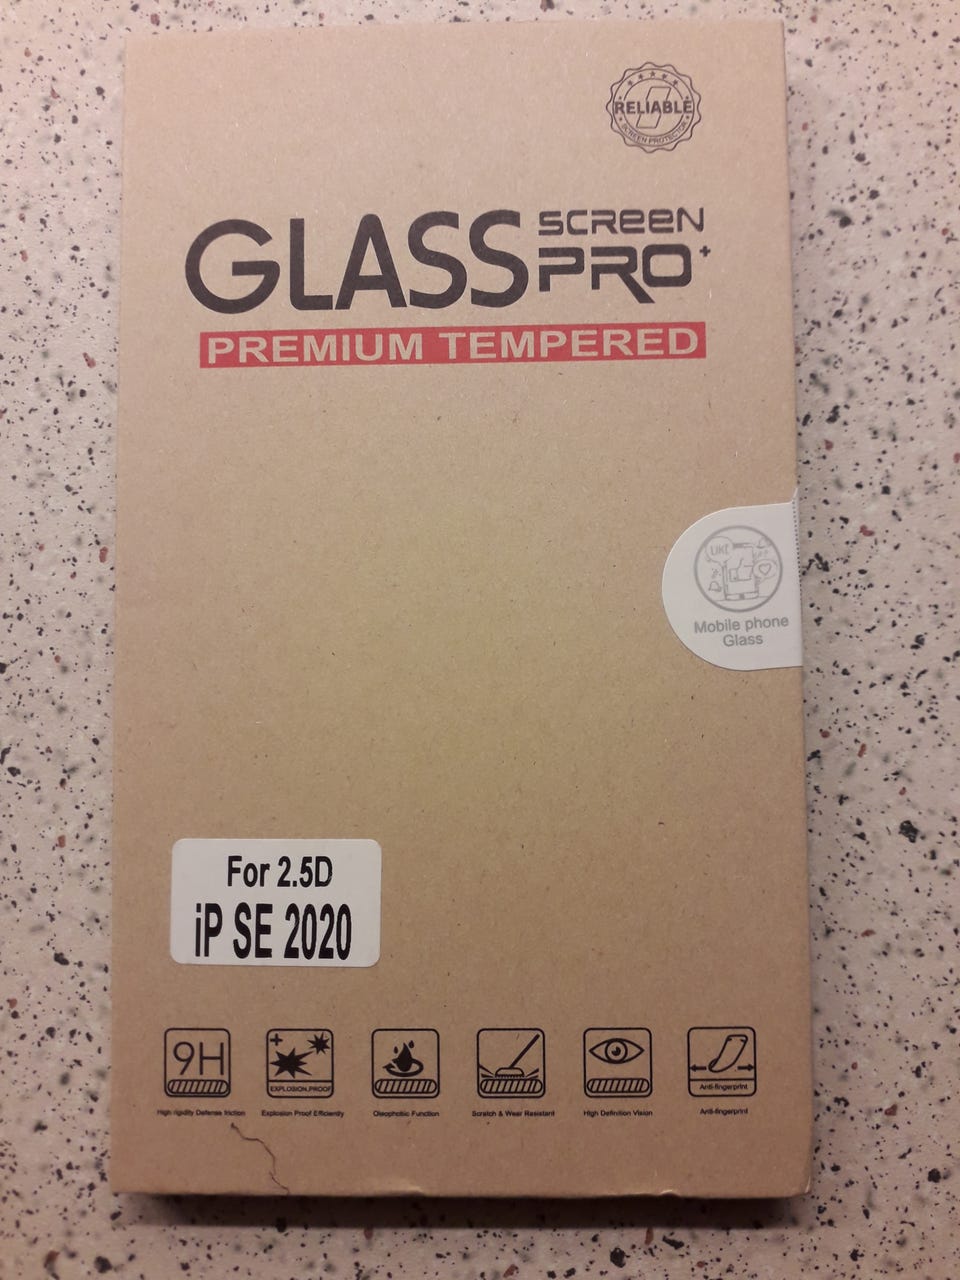 RELIABLE
SCREEN PROTECTOR
GLASS SCREEN
PRO+
PREMIUM TEMPERED
LIKE
Mobile phone
Glass
For 2.5D
iP SE 2020
9H
EXPLOSION.PROOF
Anti-fingerprint
High rigidity Defense friction
Explosion Proof Efficiently
Oleophobic Function
Scratch & Wear Resistant
High Definition Vision
Anti-fingerprint